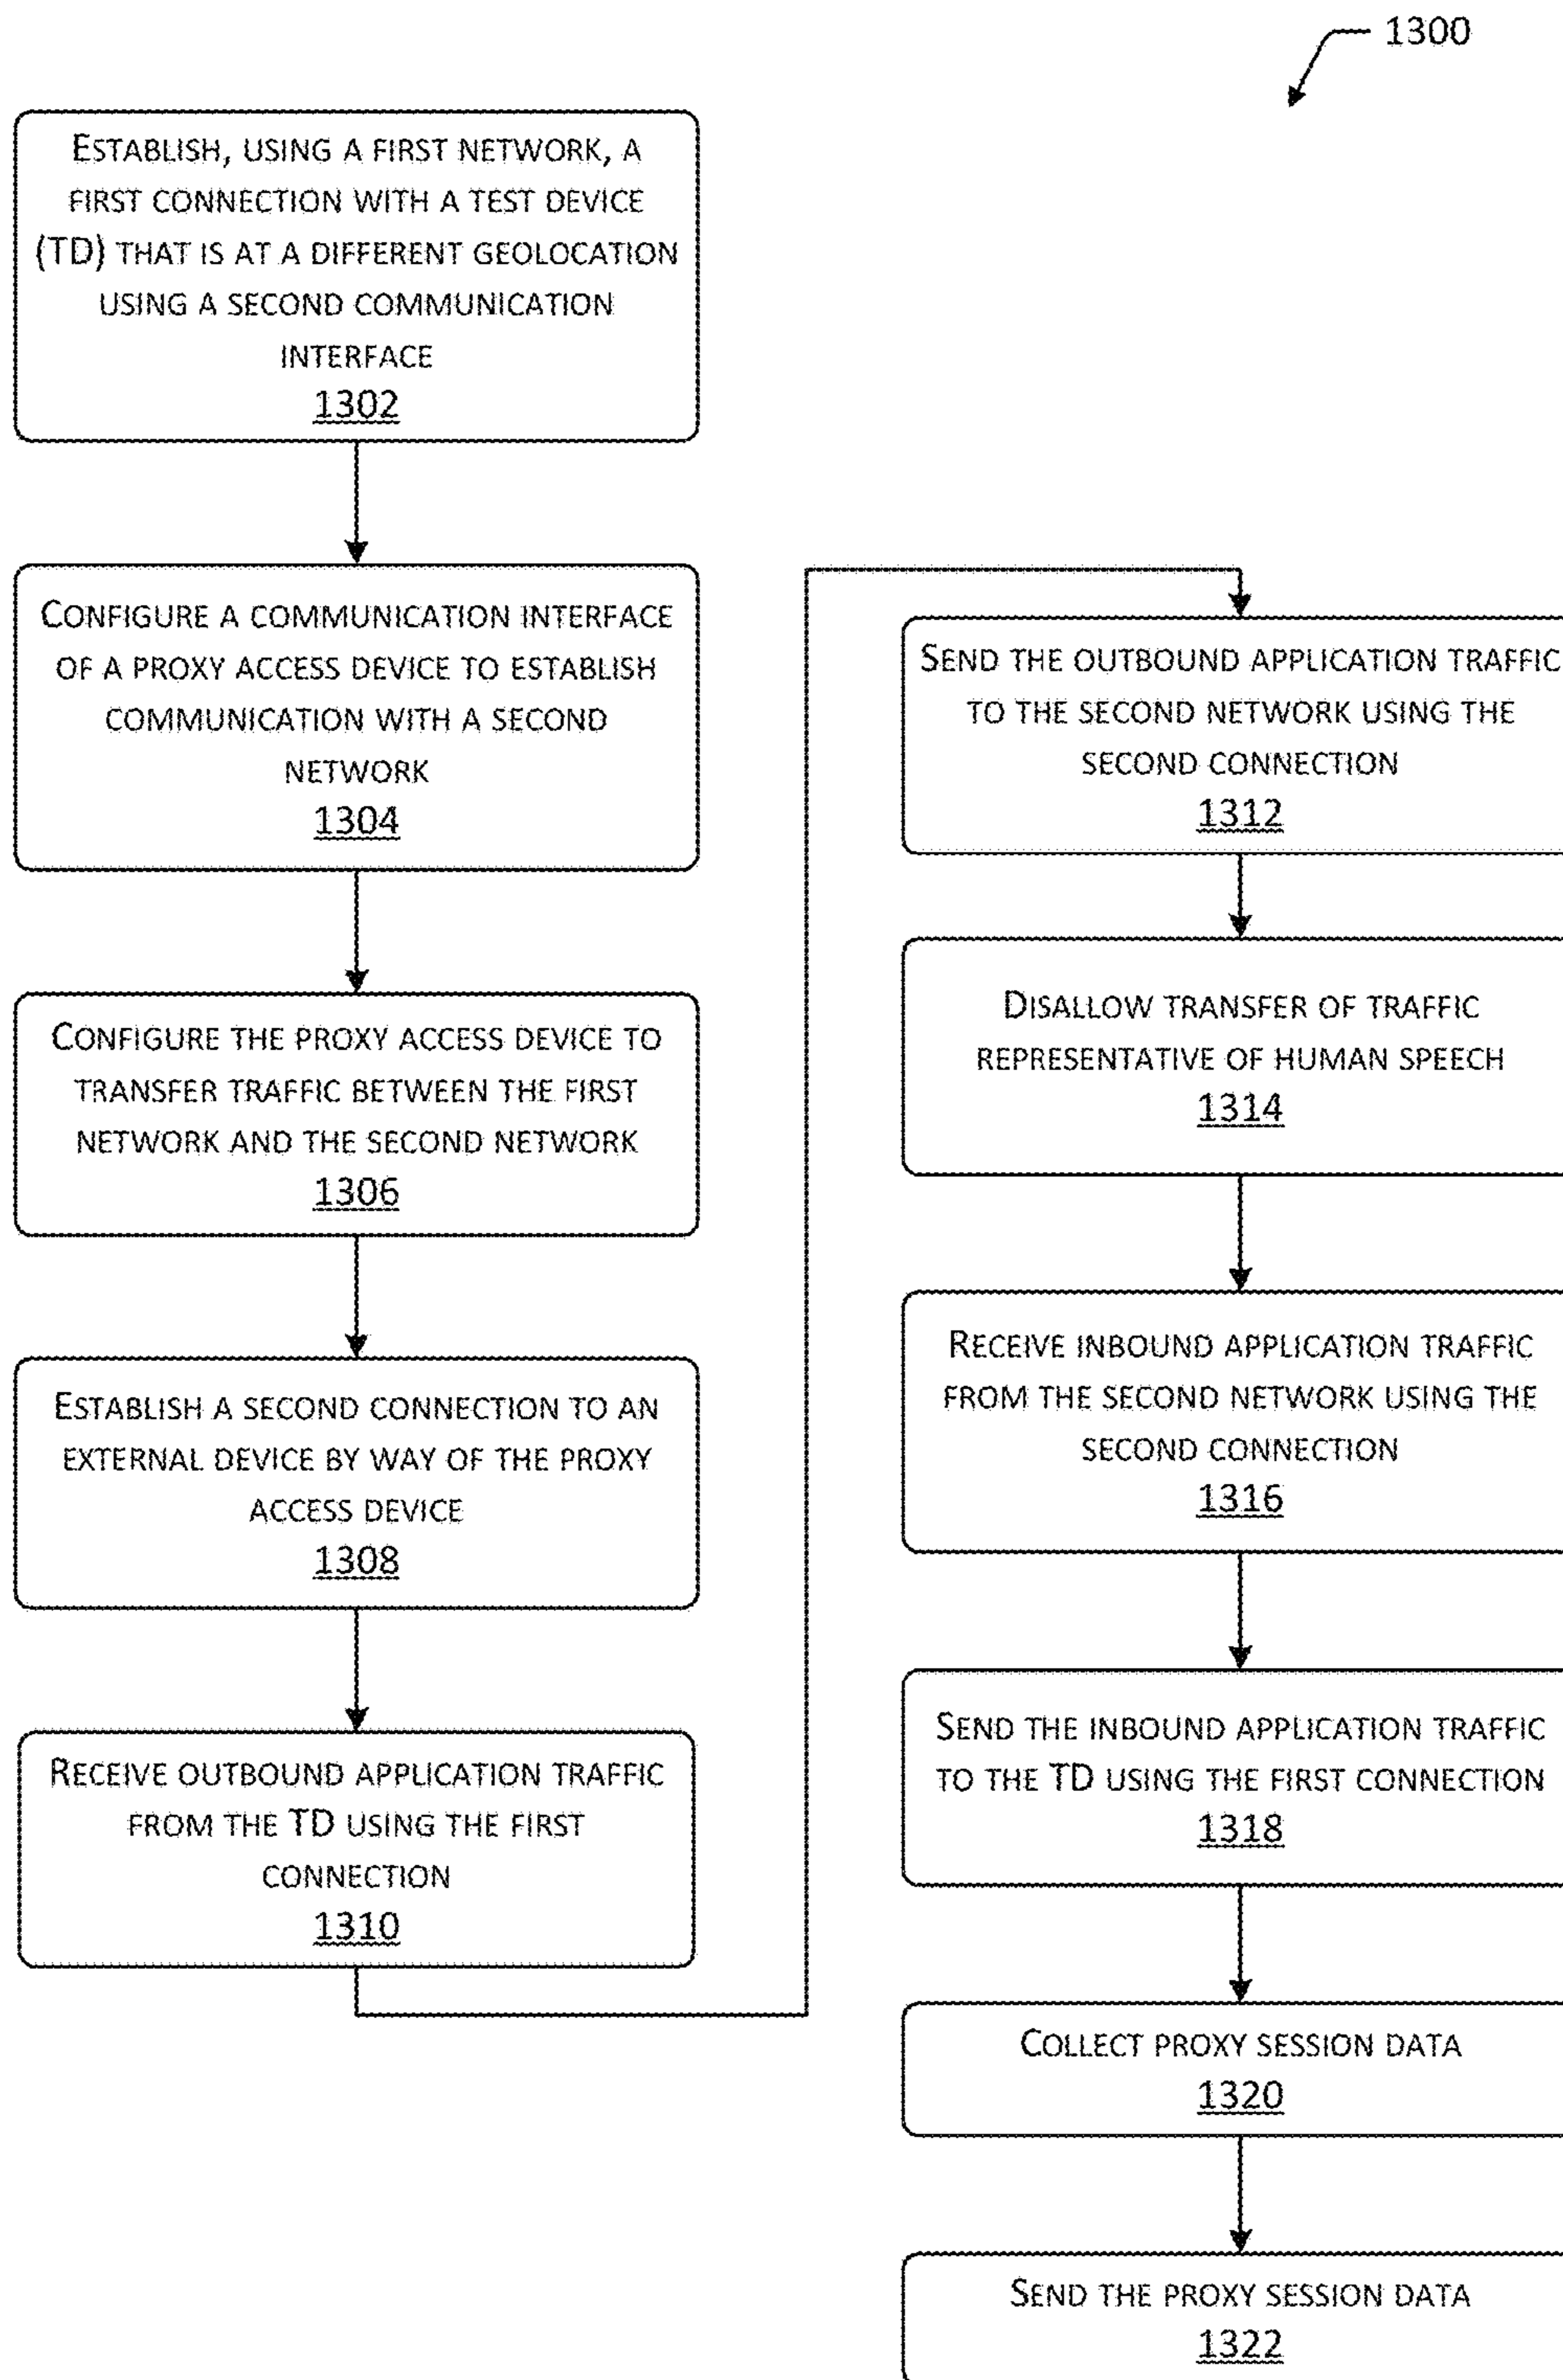 1300
ESTABLISH, USING A FIRST NETWORK, A
FIRST CONNECTION WITH A TEST DEVICE
(TD) THAT IS AT A DIFFERENT GEOLOCATION
USING A SECOND COMMUNICATION
INTERFACE
1302
CONFIGURE A COMMUNICATION INTERFACE
OF A PROXY ACCESS DEVICE TO ESTABLISH
COMMUNICATION WITH A SECOND
NETWORK
1304
CONFIGURE THE PROXY ACCESS DEVICE TO
TRANSFER TRAFFIC BETWEEN THE FIRST
NETWORK AND THE SECOND NETWORK
1306
ESTABLISH A SECOND CONNECTION TO AN
EXTERNAL DEVICE BY WAY OF THE PROXY
ACCESS DEVICE
1308
RECEIVE OUTBOUND APPLICATION TRAFFIC
FROM THE TD USING THE FIRST
CONNECTION
1310
SEND THE OUTBOUND APPLICATION TRAFFIC
TO THE SECOND NETWORK USING THE
SECOND CONNECTION
1312
DISALLOW TRANSFER OF TRAFFIC
REPRESENTATIVE OF HUMAN SPEECH
1314
RECEIVE INBOUND APPLICATION TRAFFIC
FROM THE SECOND NETWORK USING THE
SECOND CONNECTION
1316
SEND THE INBOUND APPLICATION TRAFFIC
TO THE TD USING THE FIRST CONNECTION
1318
COLLECT PROXY SESSION DATA
1320
SEND THE PROXY SESSION DATA
1322